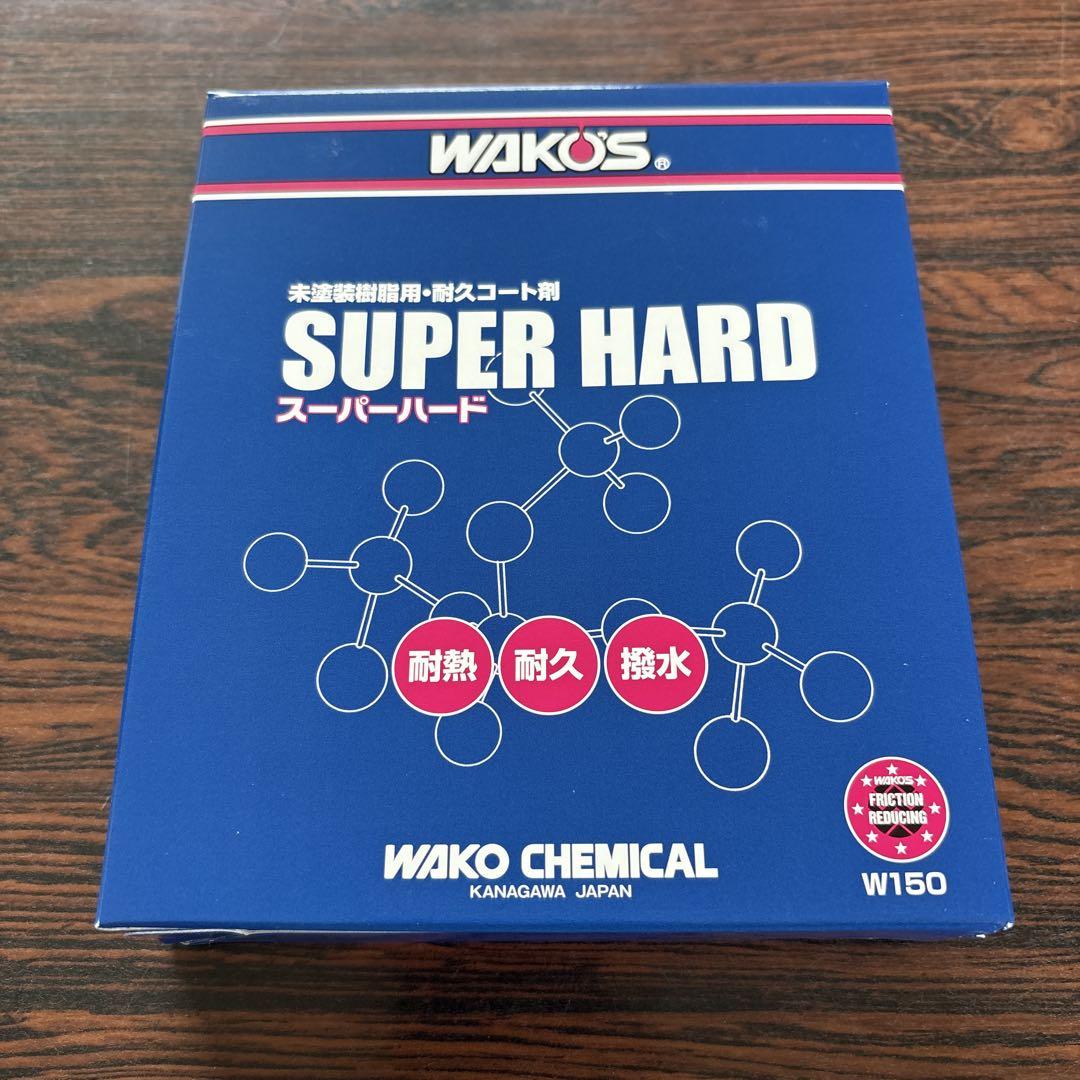 WAKO'S®
未塗装樹脂用・耐久コート剤
SUPER HARD
スーパーハード
耐熱 耐久 撥水
WAKO'S
FRICTION
REDUCING
W150
WAKO CHEMICAL
KANAGAWA JAPAN